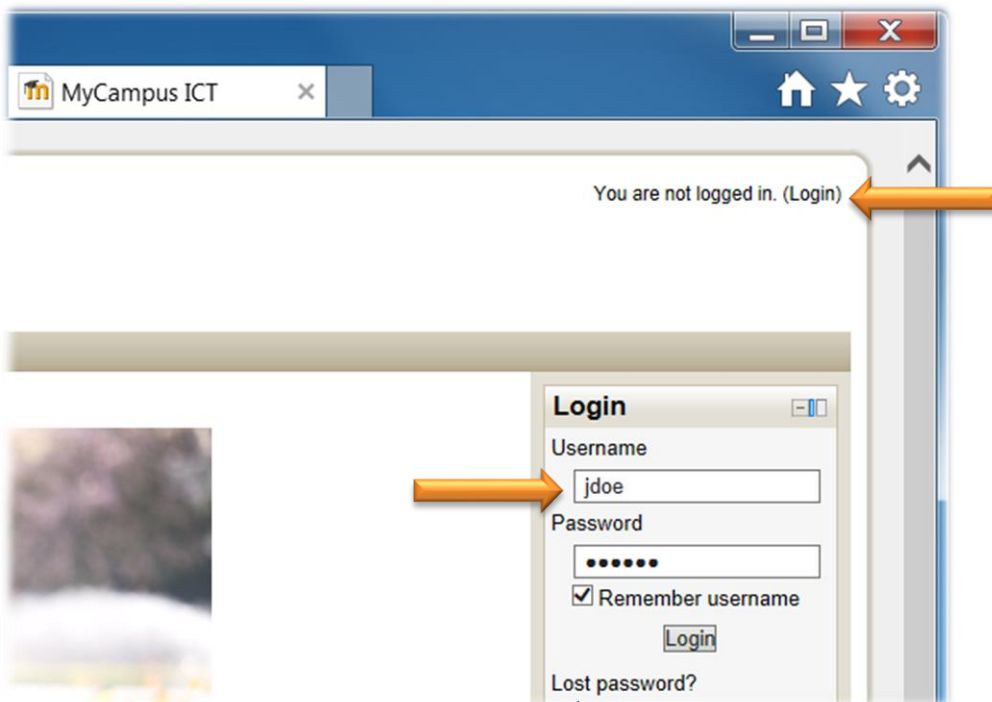 MyCampus ICT
You are not logged in. (Login)
Login
Username
jdoe
Password
••••••
Remember username
Login
Lost password?